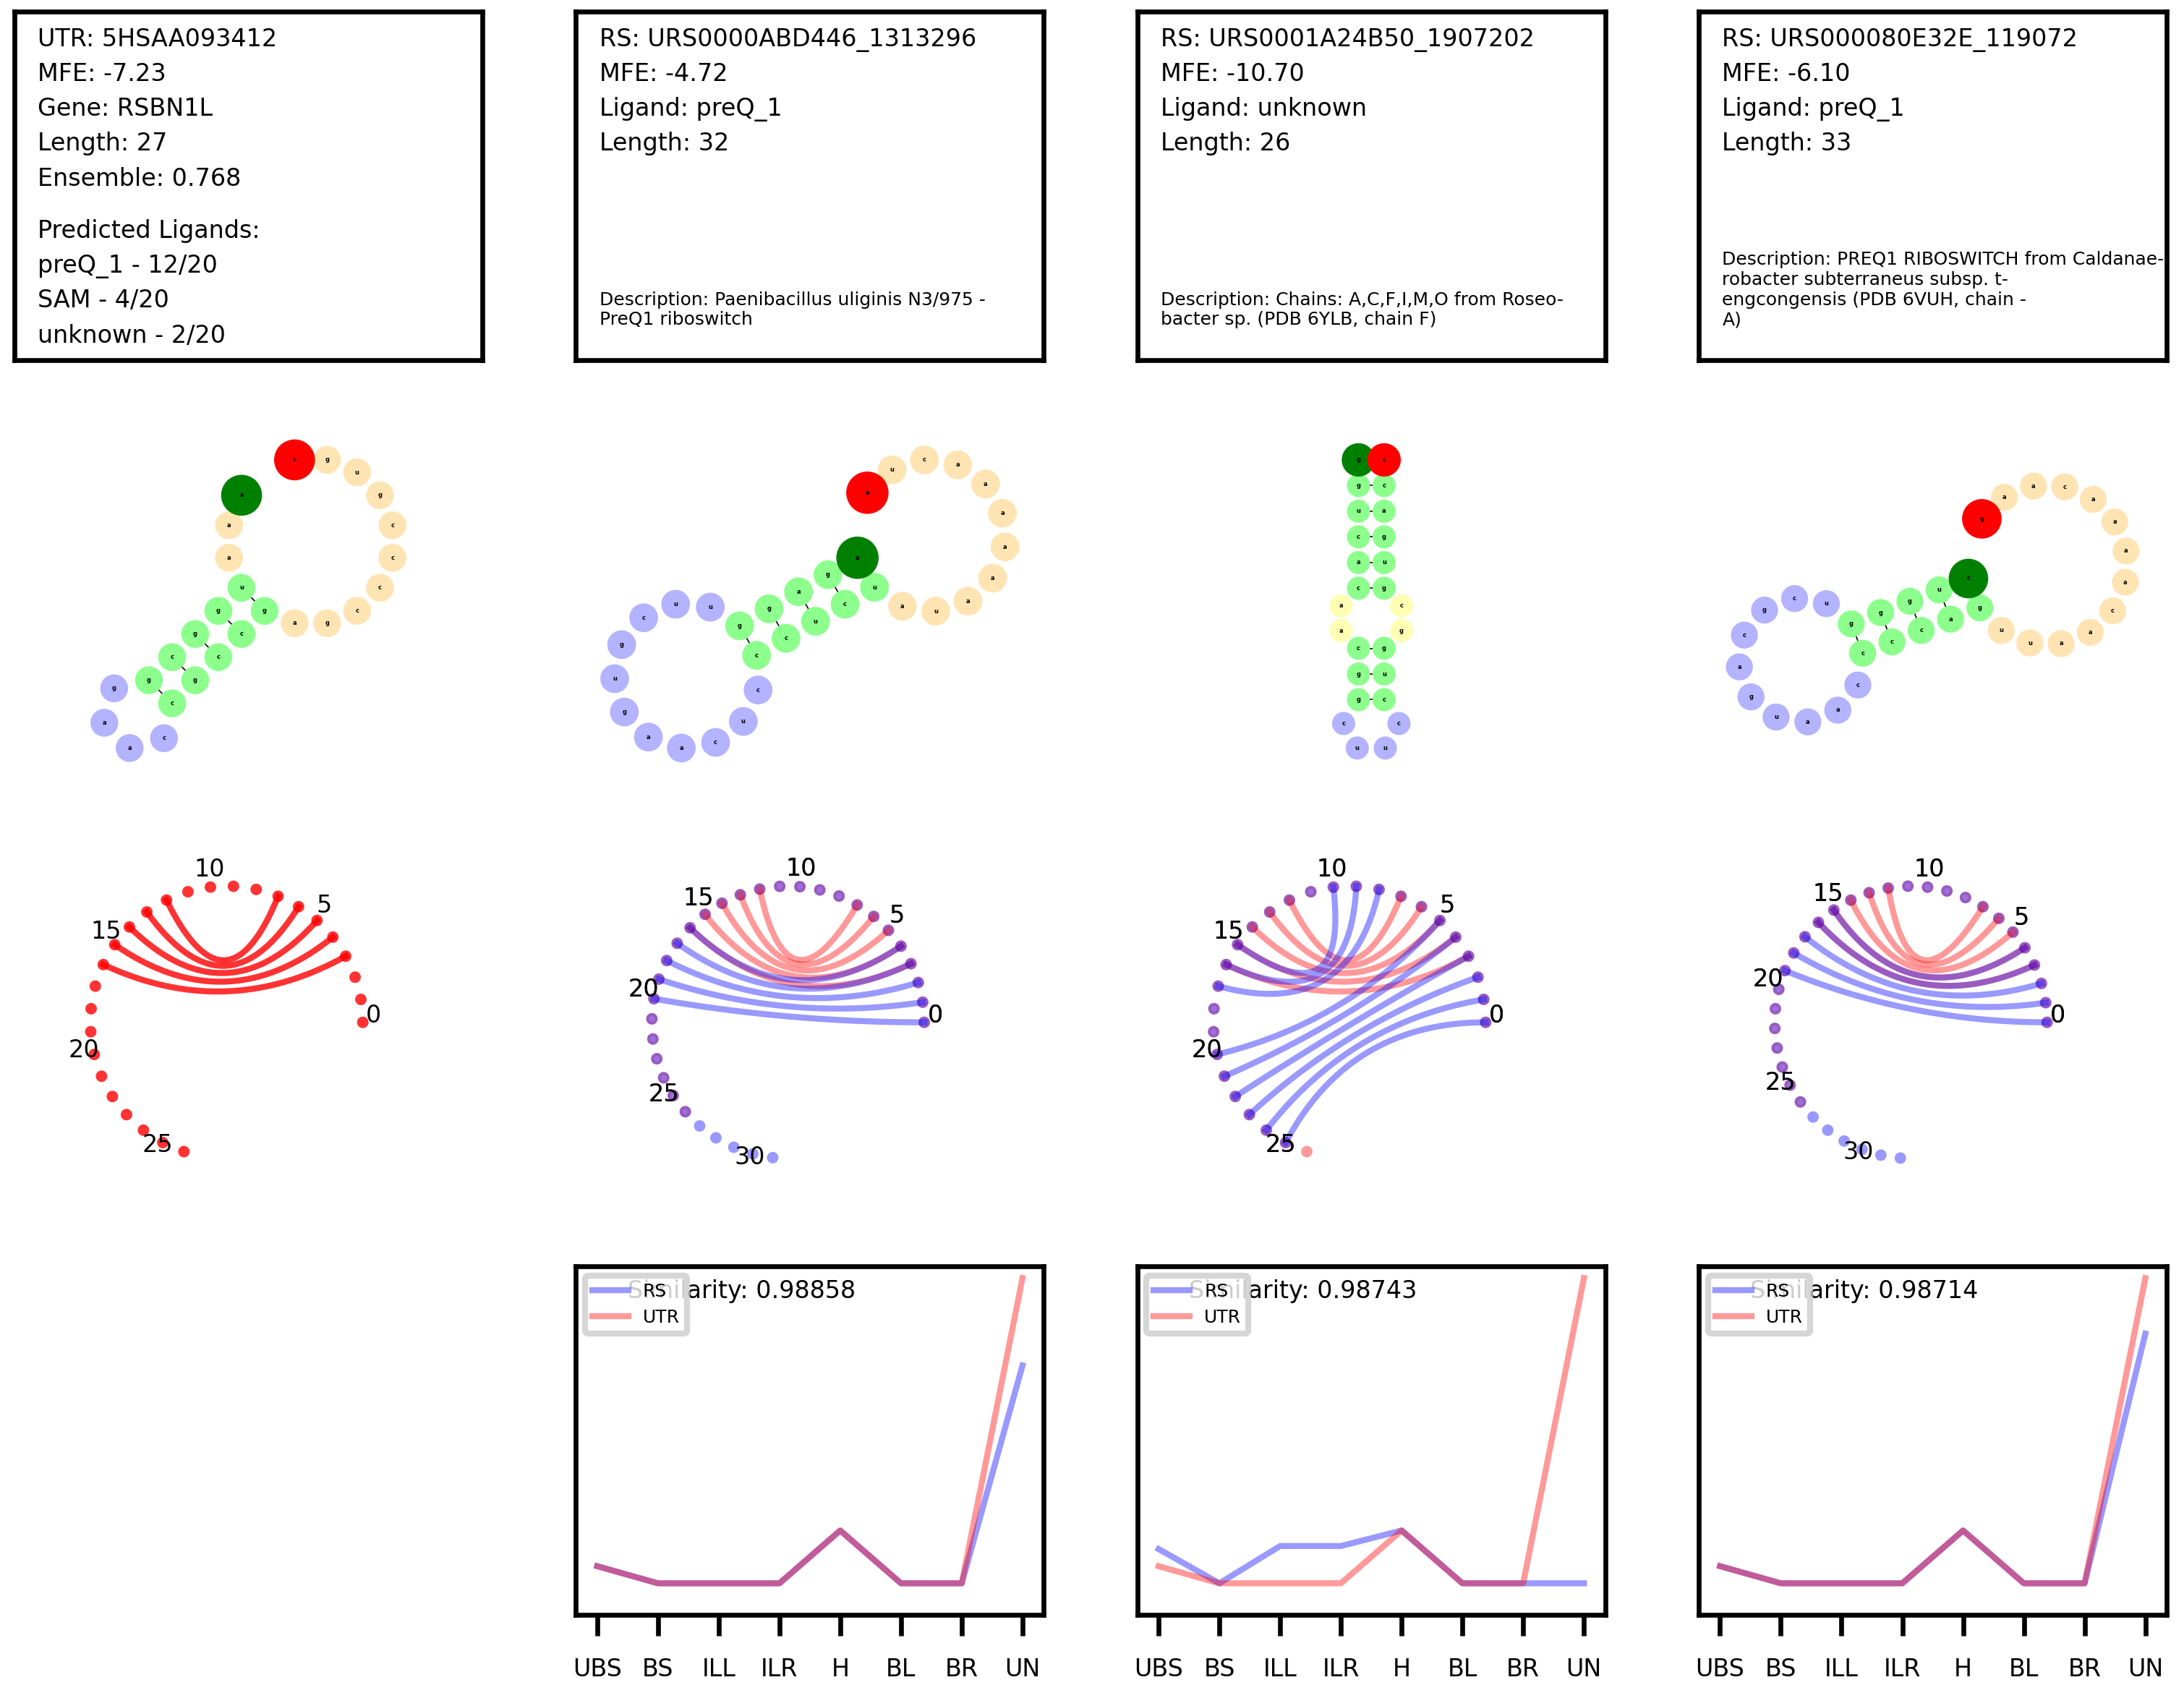 UTR: 5HSAA093412
MFE: -7.23
Gene: RSBN1L
Length: 27
Ensemble: 0.768
Predicted Ligands:
preQ_1 - 12/20
SAM - 4/20
unknown - 2/20
RS: URS0000ABD446_1313296
MFE: -4.72
Ligand: preQ_1
Length: 32
Description: Paenibacillus uliginis N3/975 -
PreQ1 riboswitch
RS: URS0001A24B50_1907202
MFE: -10.70
Ligand: unknown
Length: 26
Description: Chains: A,C,F,I,M,O from Roseo-
bacter sp. (PDB 6YLB, chain F)
RS: URS000080E32E_119072
MFE: -6.10
Ligand: preQ_1
Length: 33
Description: PREQ1 RIBOSWITCH from Caldanae-
robacter subterraneus subsp. t-
engcongensis (PDB 6VUH, chain -
A)
0
5
10
15
20
25
0
5
10
15
20
25
30
0
5
10
15
20
25
0
5
10
15
20
25
30
Similarity: 0.98858
RS
UTR
UBS BS ILL ILR H BL BR UN
Similarity: 0.98743
RS
UTR
UBS BS ILL ILR H BL BR UN
Similarity: 0.98714
RS
UTR
UBS BS ILL ILR H BL BR UN